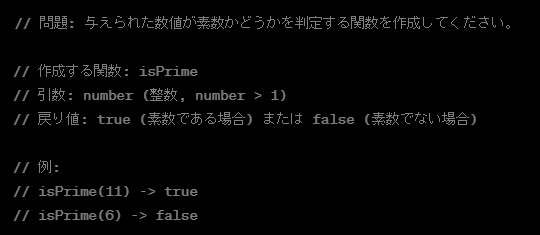 // 問題: 与えられた数値が素数かどうかを判定する関数を作成してください。
// 作成する関数: isPrime
// 引数: number (整数, number > 1)
// 戻り値: true (素数である場合) または false (素数でない場合)
// 例:
// isPrime(11) -> true
// isPrime(6) -> false